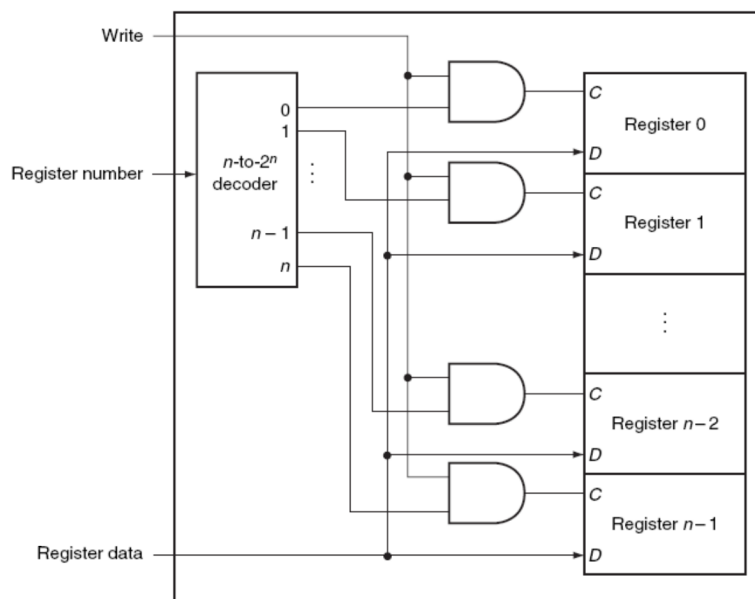 Write
0
1
n-to-2ⁿ
decoder
⋮
n – 1
n
Register number
Register data
C
Register 0
D
C
Register 1
D
⋮
C
Register n – 2
D
C
Register n – 1
D